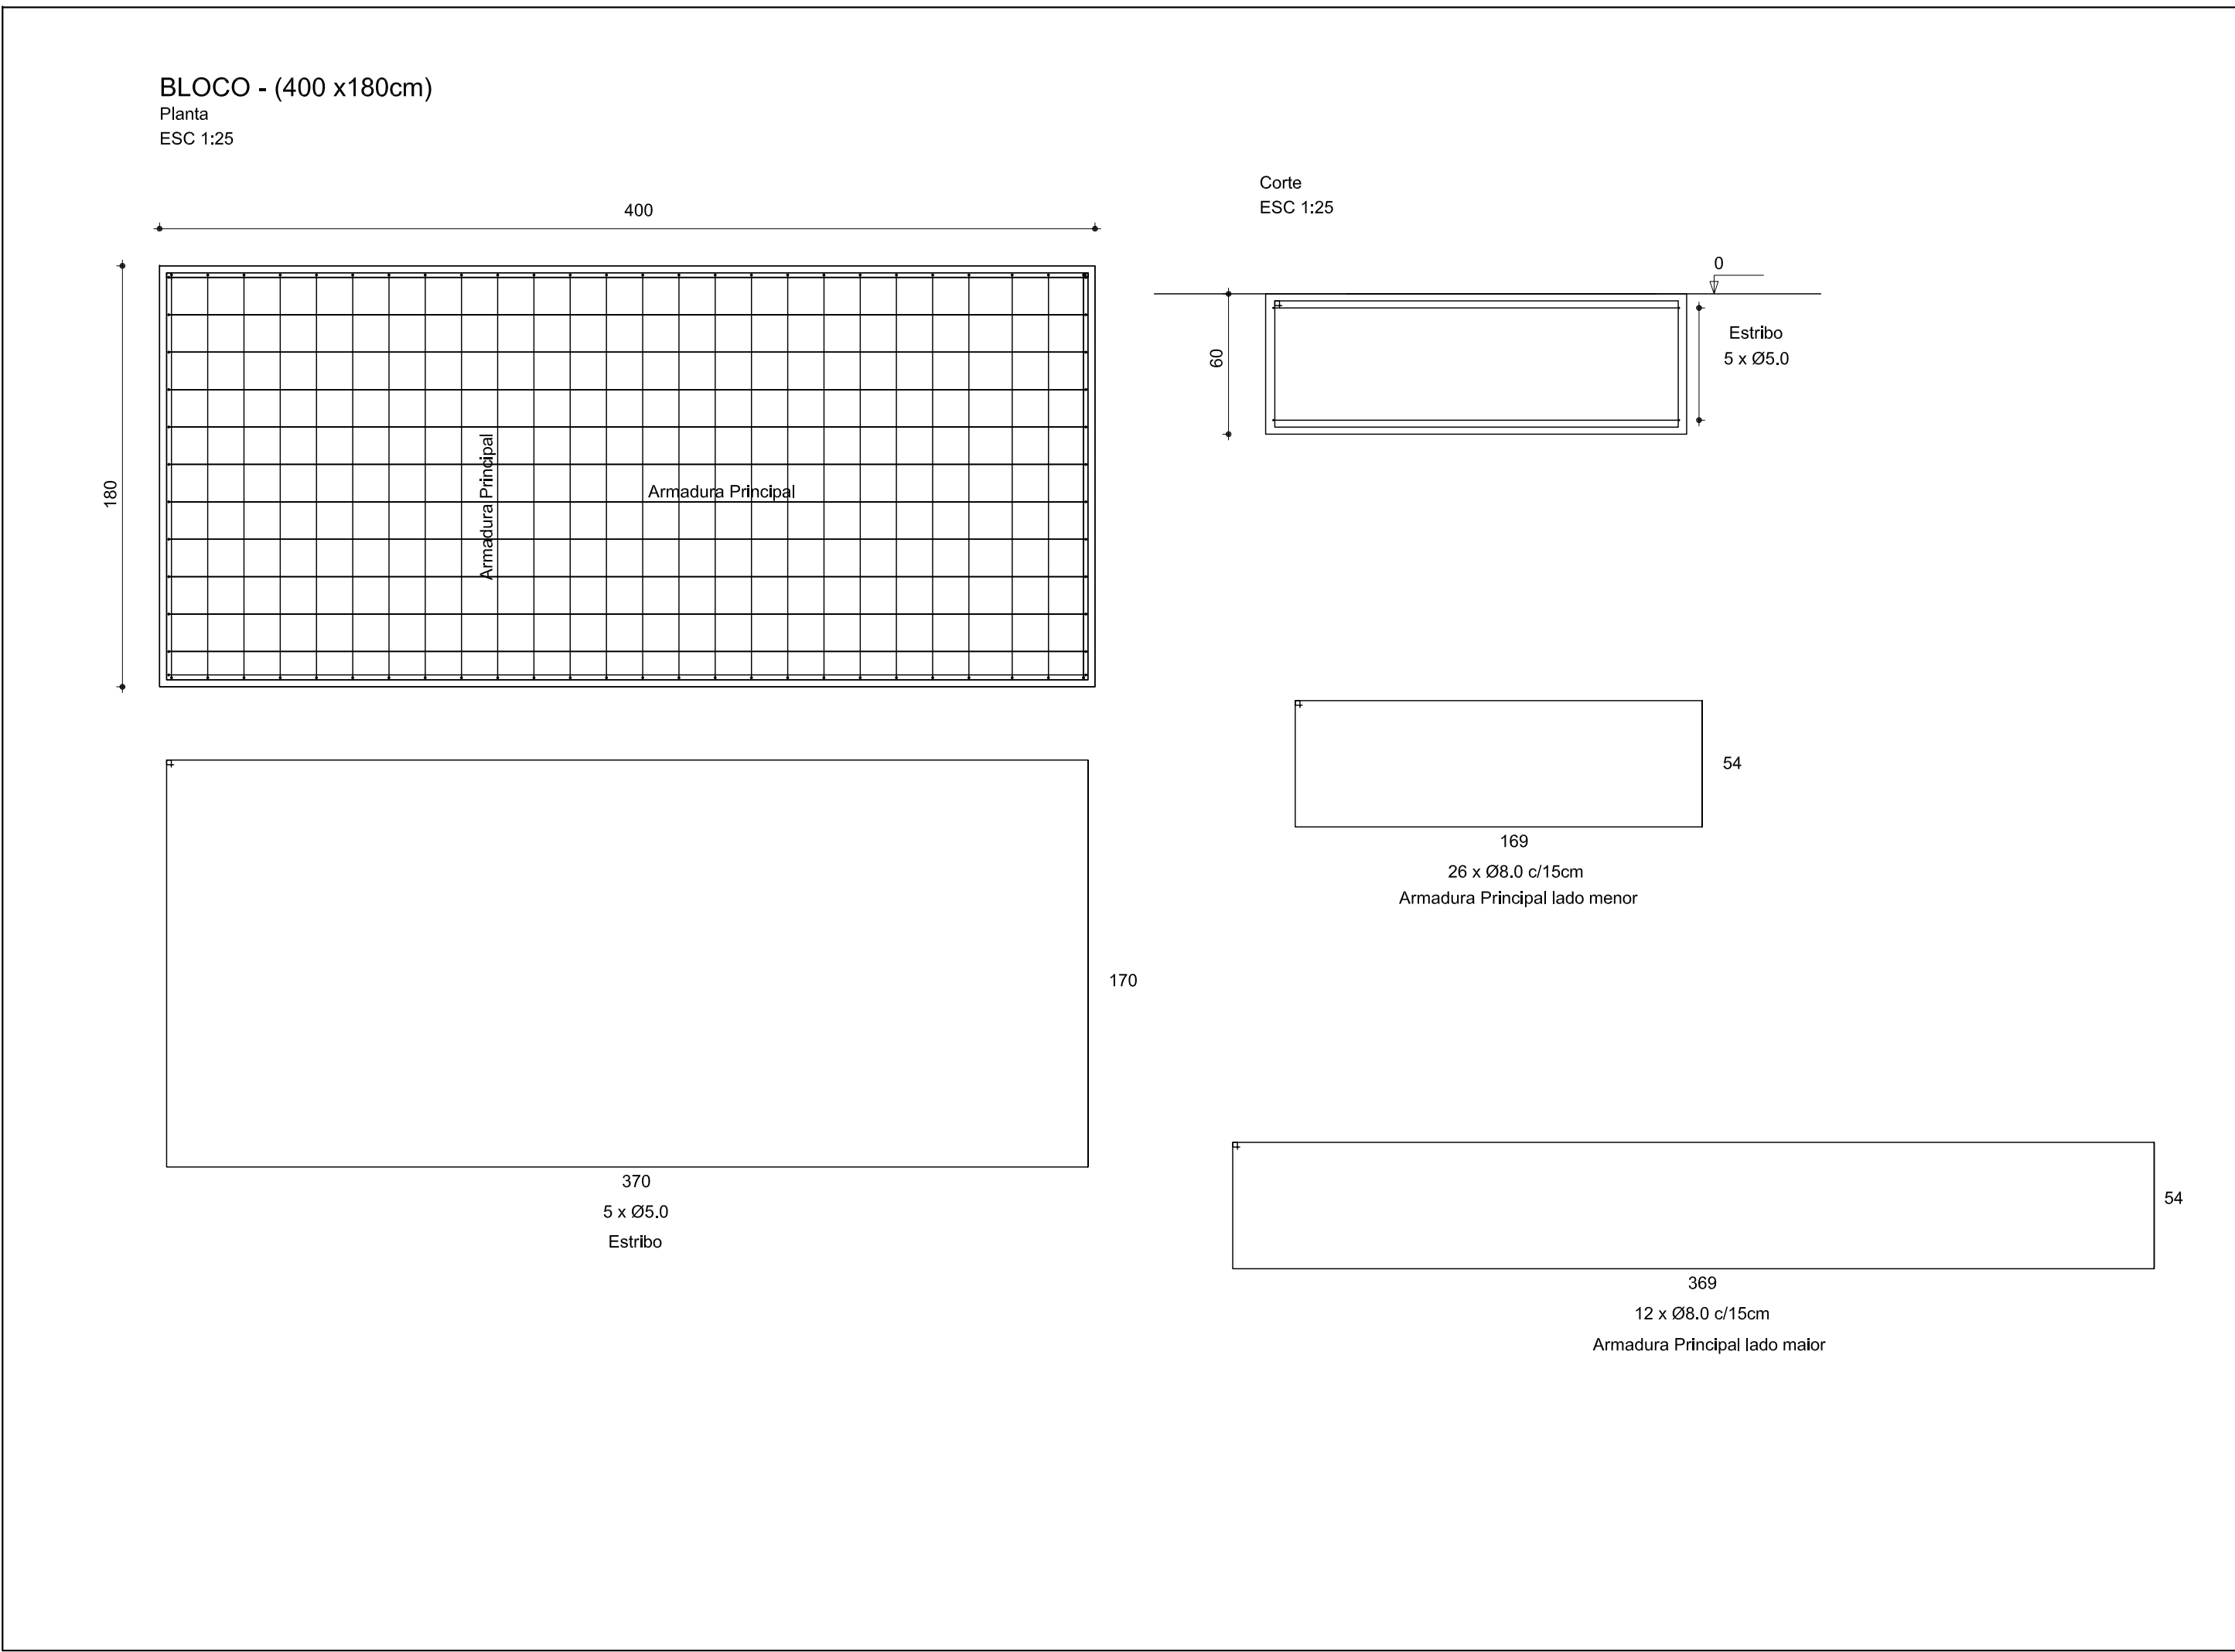 BLOCO - (400 x180cm)
Planta
ESC 1:25
400
180
Armadura Principal
Armadura Principal
Corte
ESC 1:25
0
60
Estribo
5 x Ø5.0
54
169
26 x Ø8.0 c/15cm
Armadura Principal lado menor
170
370
5 x Ø5.0
Estribo
54
369
12 x Ø8.0 c/15cm
Armadura Principal lado maior